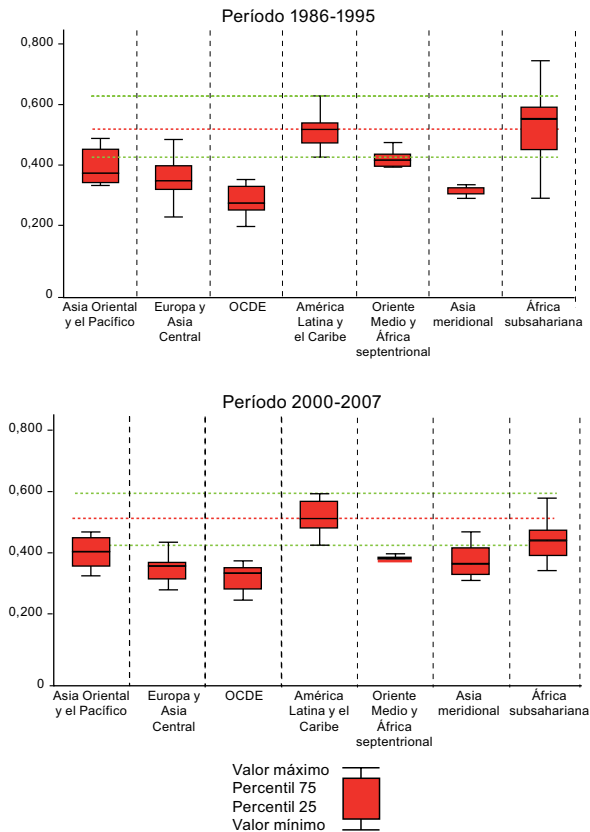 Período 1986-1995
0,800
0,600
0,400
0,200
0
Asia Oriental
y el Pacífico
Europa y
Asia
Central
OCDE
América
Latina y
el Caribe
Oriente
Medio y
África
septentrional
Asia
meridional
África
subsahariana
Período 2000-2007
0,800
0,600
0,400
0,200
0
Asia Oriental
y el Pacífico
Europa y
Asia
Central
OCDE
América
Latina y el
Caribe
Oriente
Medio y
África
septentrional
Asia
meridional
África
subsahariana
Valor máximo
Percentil 75
Percentil 25
Valor mínimo